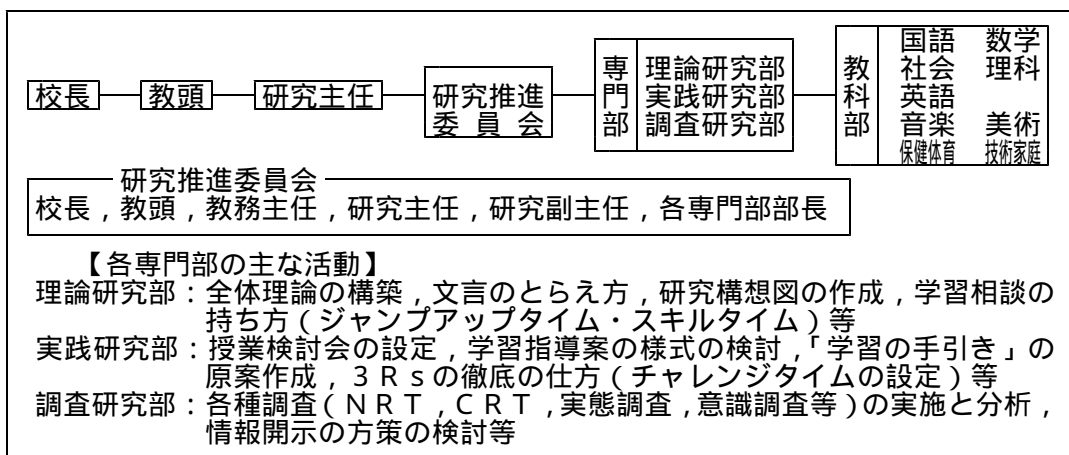 校長 教頭 研究主任 研究推進委員会
専門部 理論研究部
実践研究部
調査研究部
教科部 国語 数学
社会 理科
英語
音楽 美術
保健体育 技術家庭
研究推進委員会
校長,教頭,教務主任,研究主任,研究副主任,各専門部部長
【各専門部の主な活動】
理論研究部:全体理論の構築,文言のとらえ方,研究構想図の作成,学習相談の
持ち方(ジャンプアップタイム・スキルタイム)等
実践研究部:授業検討会の設定,学習指導案の様式の検討,「学習の手引き」の
原案作成,3Rsの徹底の仕方(チャレンジタイムの設定)等
調査研究部:各種調査(NRT,CRT,実態調査,意識調査等)の実施と分析,
情報開示の方策の検討等